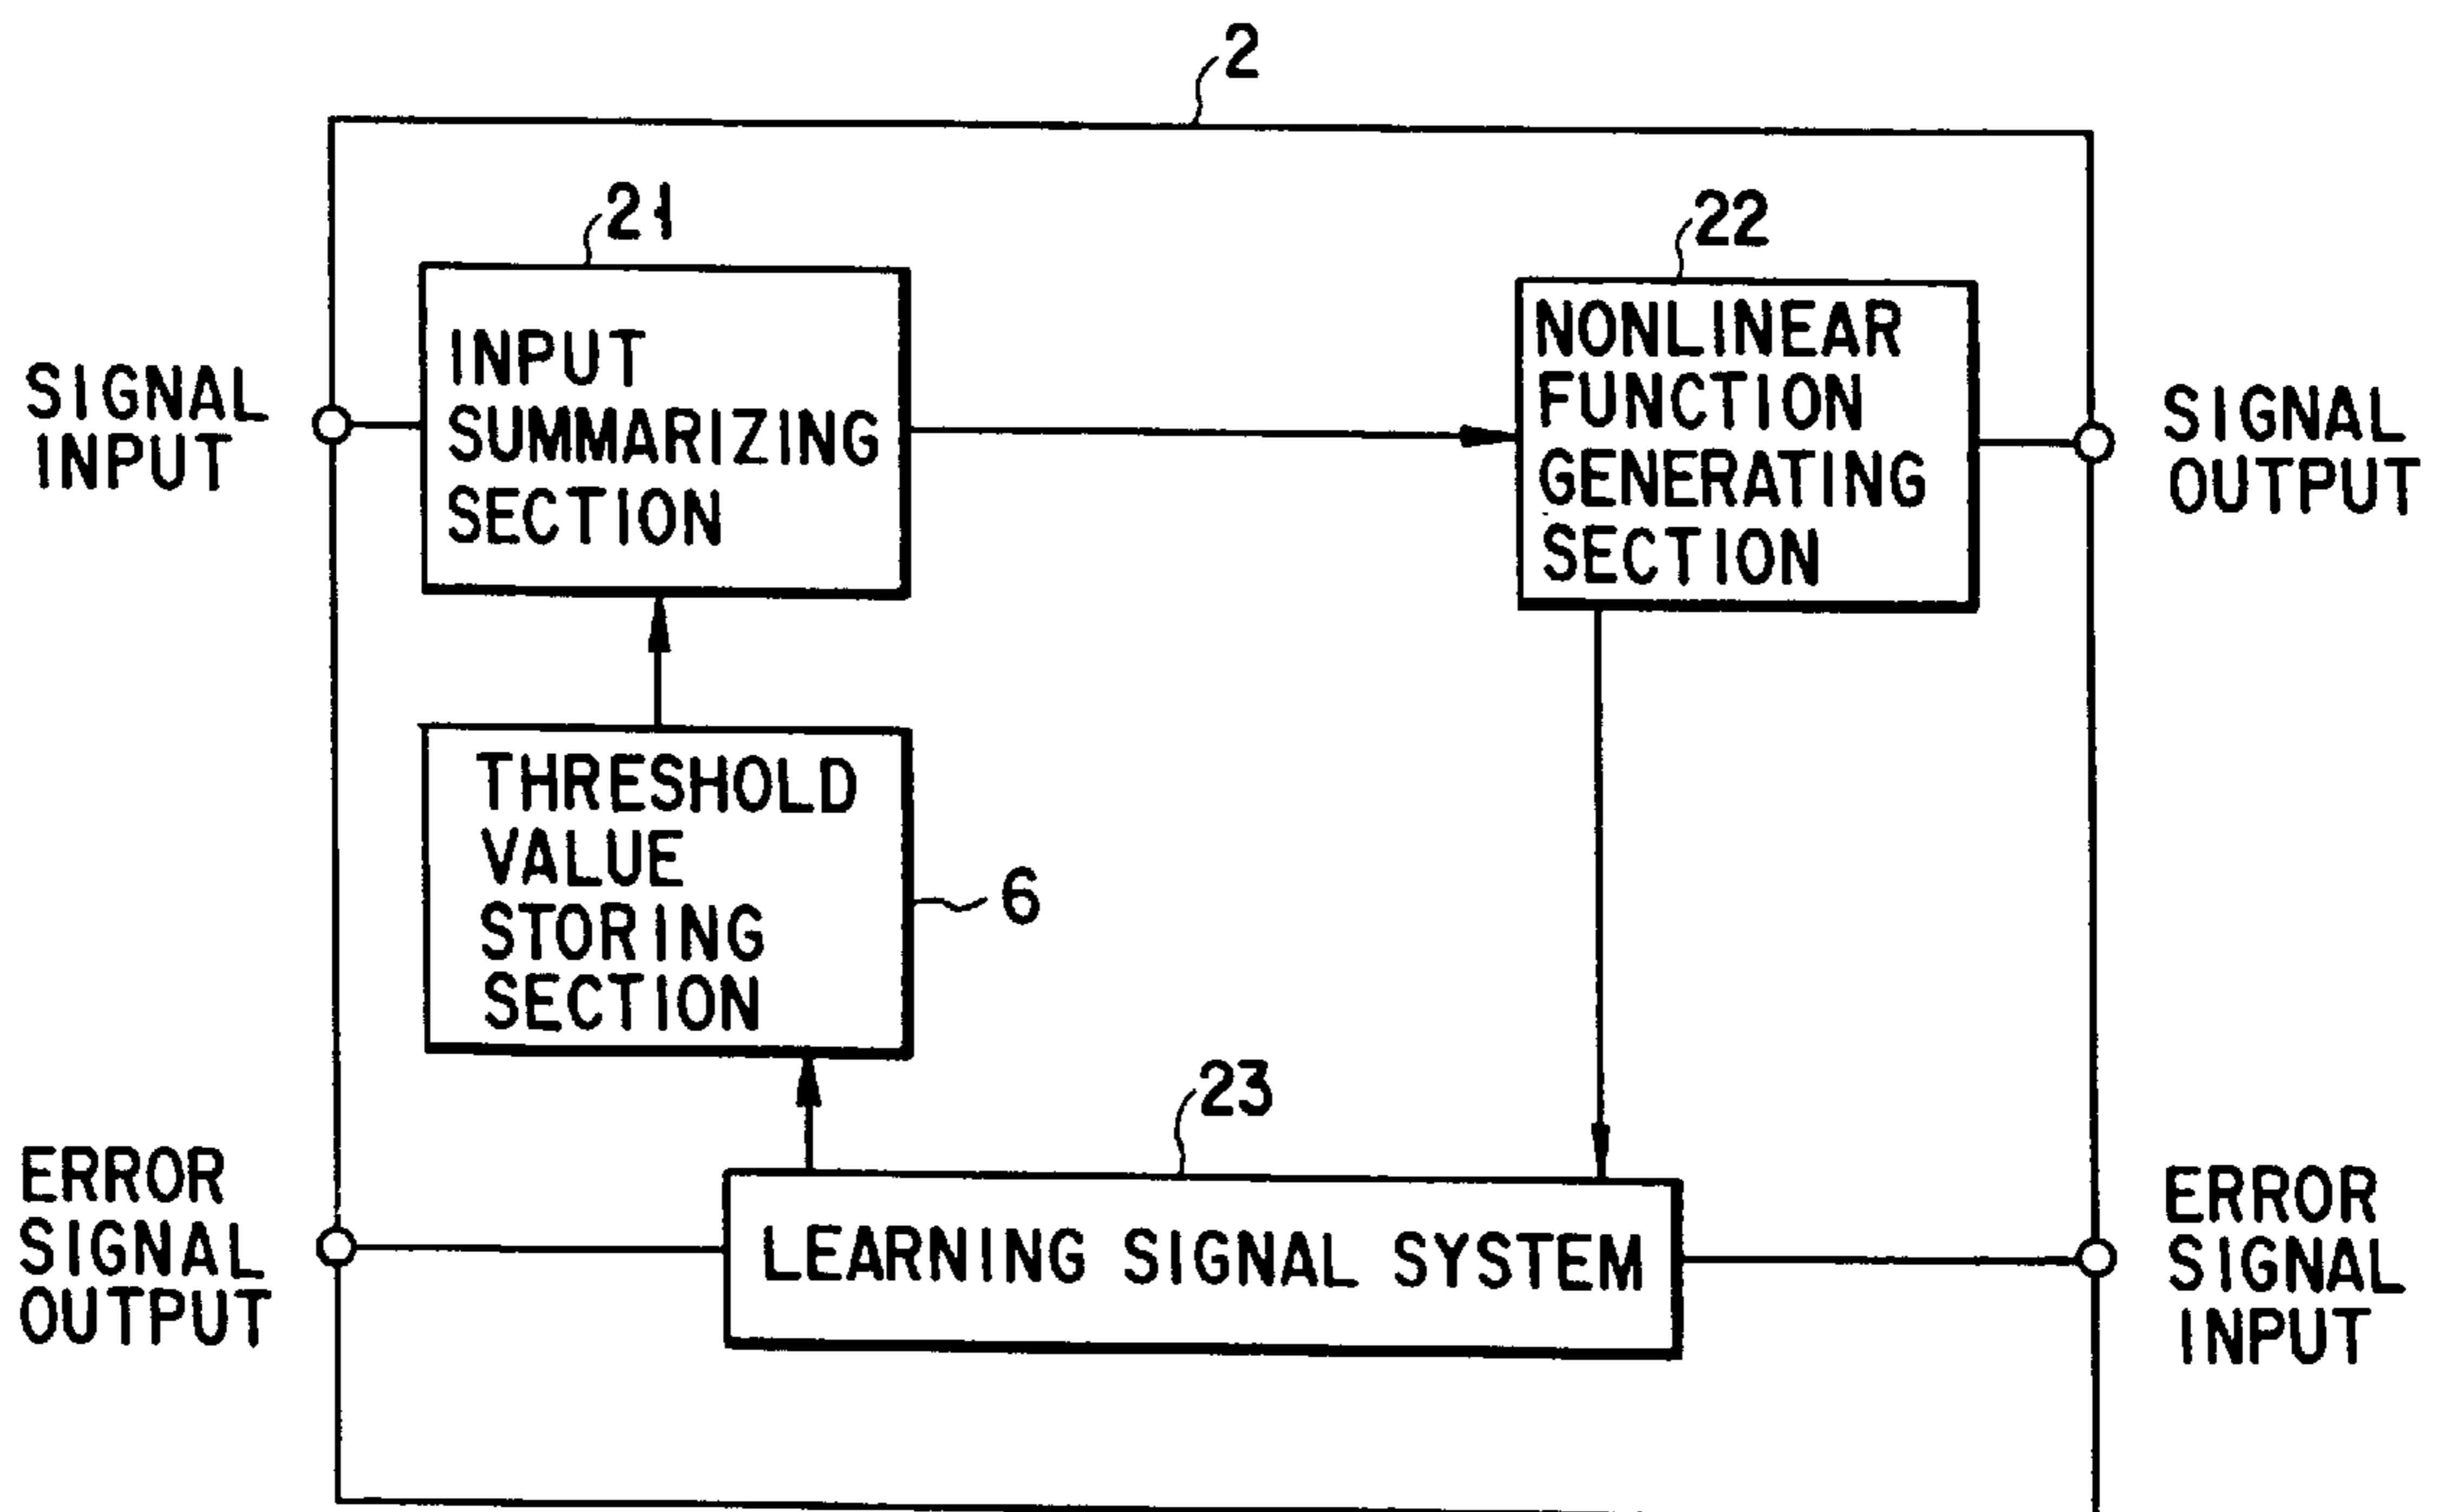 2
21
22
INPUT
SUMMARIZING
SECTION
NONLINEAR
FUNCTION
GENERATING
SECTION
SIGNAL
INPUT
SIGNAL
OUTPUT
THRESHOLD
VALUE
STORING
SECTION
6
23
ERROR
SIGNAL
OUTPUT
LEARNING SIGNAL SYSTEM
ERROR
SIGNAL
INPUT